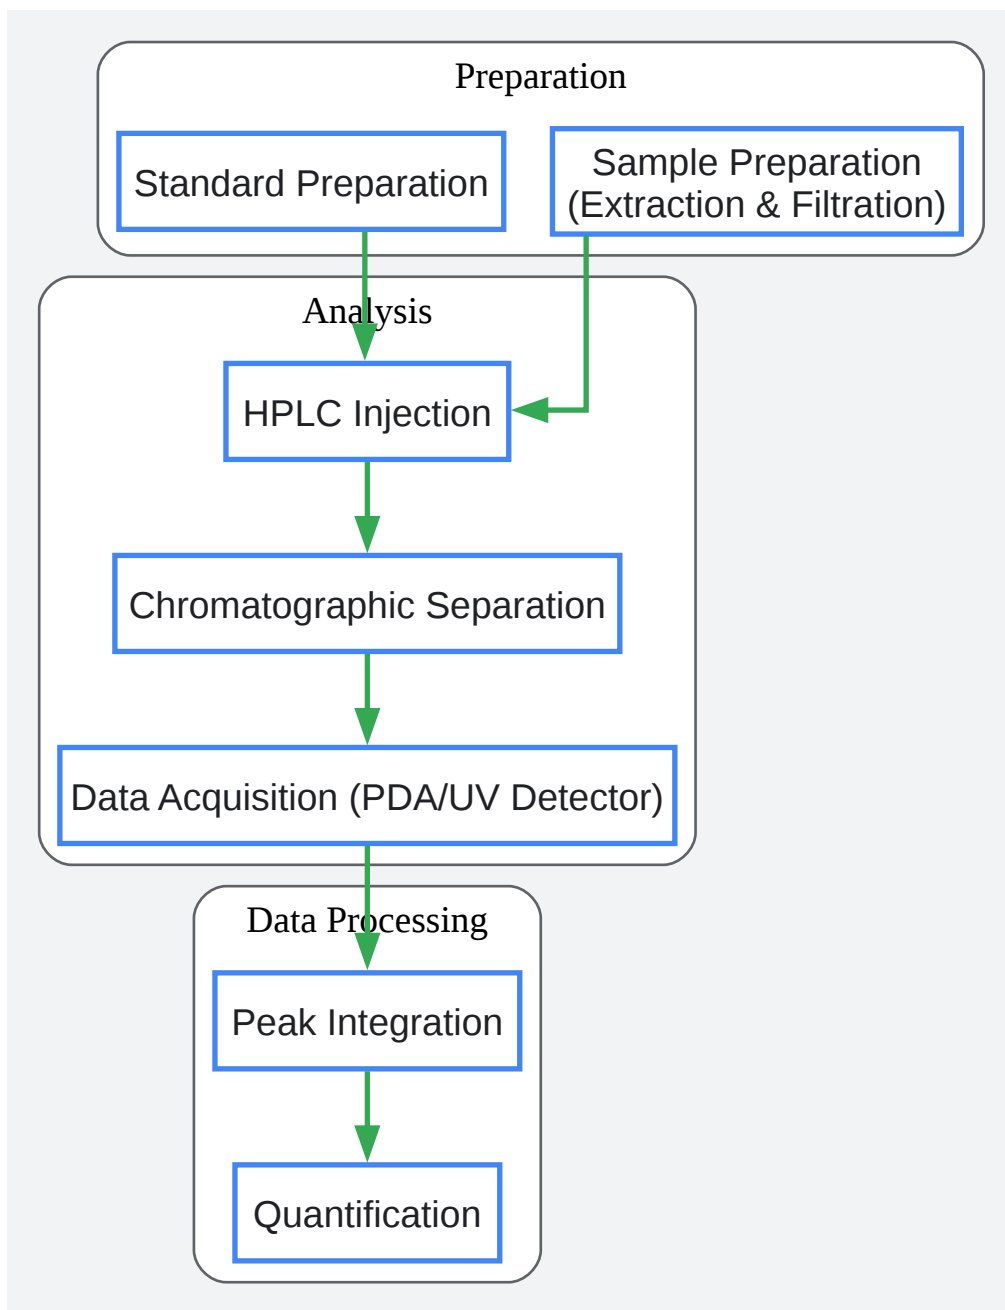 Preparation
Standard Preparation
Sample Preparation
(Extraction & Filtration)
Analysis
HPLC Injection
Chromatographic Separation
Data Acquisition (PDA/UV Detector)
Data Processing
Peak Integration
Quantification